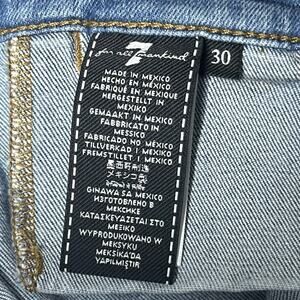 7
for all mankind
30
MADE IN MEXICO
HECHO EN MÉXICO
FABRIQUÉ EN MEXIQUE
HERGESTELLT IN
MEXIKO
GEMAAKT IN MEXICO
FABBRICATO IN
MESSICO
FABRICADO NO MÉXICO
TILLVERKAD I MEXIKO
FREMSTILLET I MEXICO
墨西哥制造
メキシコ製
GINAWA SA MEXICO
ИЗГОТОВЛЕНО В
МЕКСИКЕ
ΚΑΤΑΣΚΕΥΑΖΕΤΑΙ ΣΤΟ
ΜΕΞΙΚΟ
WYPRODUKOWANO W
MEKSYKU
MEKSİKA'DA
YAPILMIŞTIR